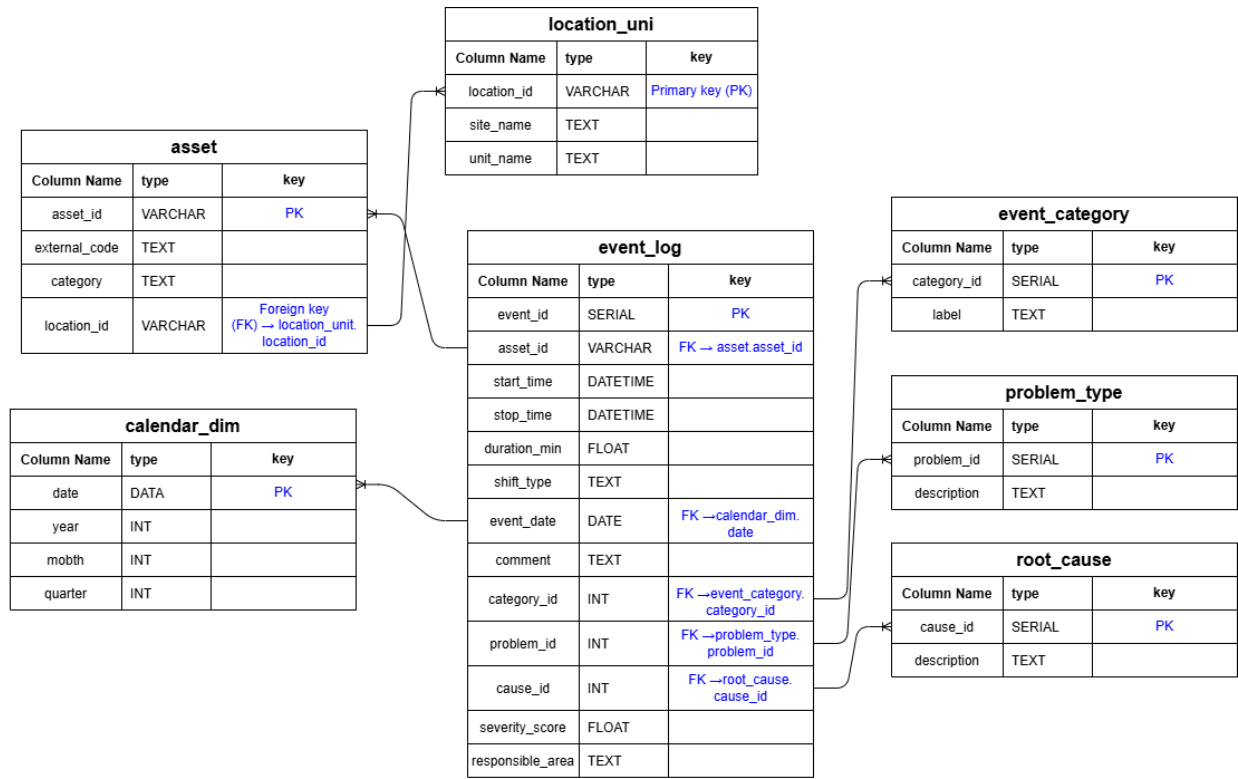 location_uni
Column Name type key
location_id VARCHAR Primary key (PK)
site_name TEXT
unit_name TEXT
asset
Column Name type key
asset_id VARCHAR PK
external_code TEXT
category TEXT
location_id VARCHAR Foreign key
(FK) → location_unit.
location_id
event_log
Column Name type key
event_id SERIAL PK
asset_id VARCHAR FK → asset.asset_id
start_time DATETIME
stop_time DATETIME
duration_min FLOAT
shift_type TEXT
event_date DATE FK →calendar_dim.
date
comment TEXT
category_id INT FK →event_category.
category_id
problem_id INT FK →problem_type.
problem_id
cause_id INT FK →root_cause.
cause_id
severity_score FLOAT
responsible_area TEXT
calendar_dim
Column Name type key
date DATA PK
year INT
mobth INT
quarter INT
event_category
Column Name type key
category_id SERIAL PK
label TEXT
problem_type
Column Name type key
problem_id SERIAL PK
description TEXT
root_cause
Column Name type key
cause_id SERIAL PK
description TEXT